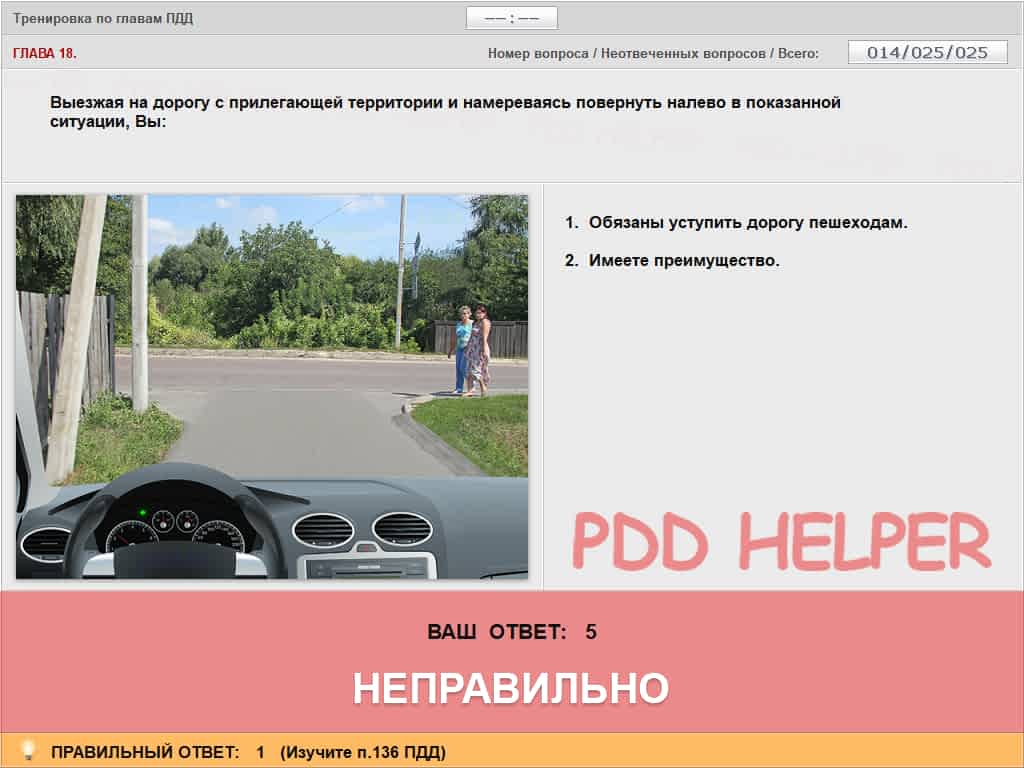 Тренировка по главам ПДД
–– : ––
ГЛАВА 18.
Номер вопроса / Неотвеченных вопросов / Всего:
014/025/025
Выезжая на дорогу с прилегающей территории и намереваясь повернуть налево в показанной
ситуации, Вы:
1. Обязаны уступить дорогу пешеходам.
2. Имеете преимущество.
PDD HELPER
ВАШ ОТВЕТ: 5
НЕПРАВИЛЬНО
ПРАВИЛЬНЫЙ ОТВЕТ: 1 (Изучите п.136 ПДД)